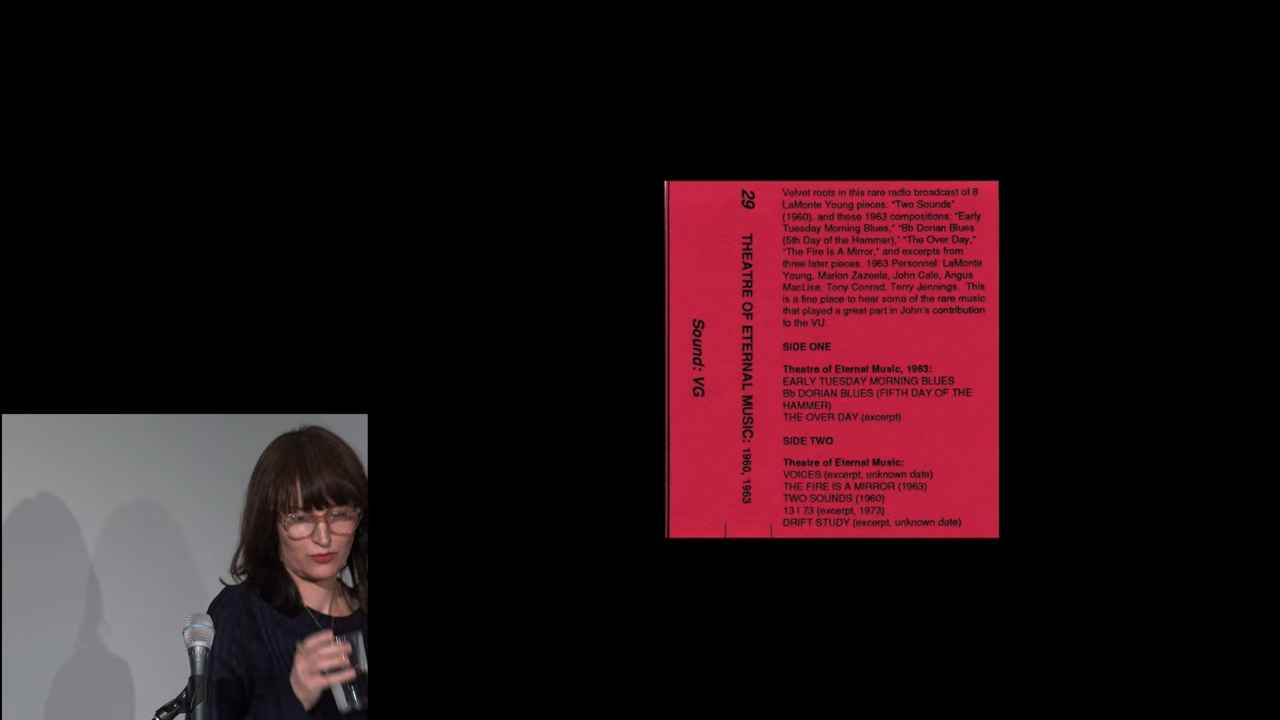 Sound: VG
29 THEATRE OF ETERNAL MUSIC: 1960, 1963
Velvet roots in this rare radio broadcast of 8
LaMonte Young pieces: "Two Sounds"
(1960), and these 1963 compositions: "Early
Tuesday Morning Blues," "Bb Dorian Blues
(5th Day of the Hammer)," "The Over Day,"
"The Fire Is A Mirror," and excerpts from
three later pieces. 1963 Personnel: LaMonte
Young, Marion Zazeela, John Cale, Angus
MacLise, Tony Conrad, Terry Jennings. This
is a fine place to hear some of the rare music
that played a great part in John's contribution
to the VU.
SIDE ONE
Theatre of Eternal Music, 1963:
EARLY TUESDAY MORNING BLUES
Bb DORIAN BLUES (FIFTH DAY OF THE
HAMMER)
THE OVER DAY (excerpt)
SIDE TWO
Theatre of Eternal Music:
VOICES (excerpt, unknown date)
THE FIRE IS A MIRROR (1963)
TWO SOUNDS (1960)
13 I 73 (excerpt, 1973)
DRIFT STUDY (excerpt, unknown date)